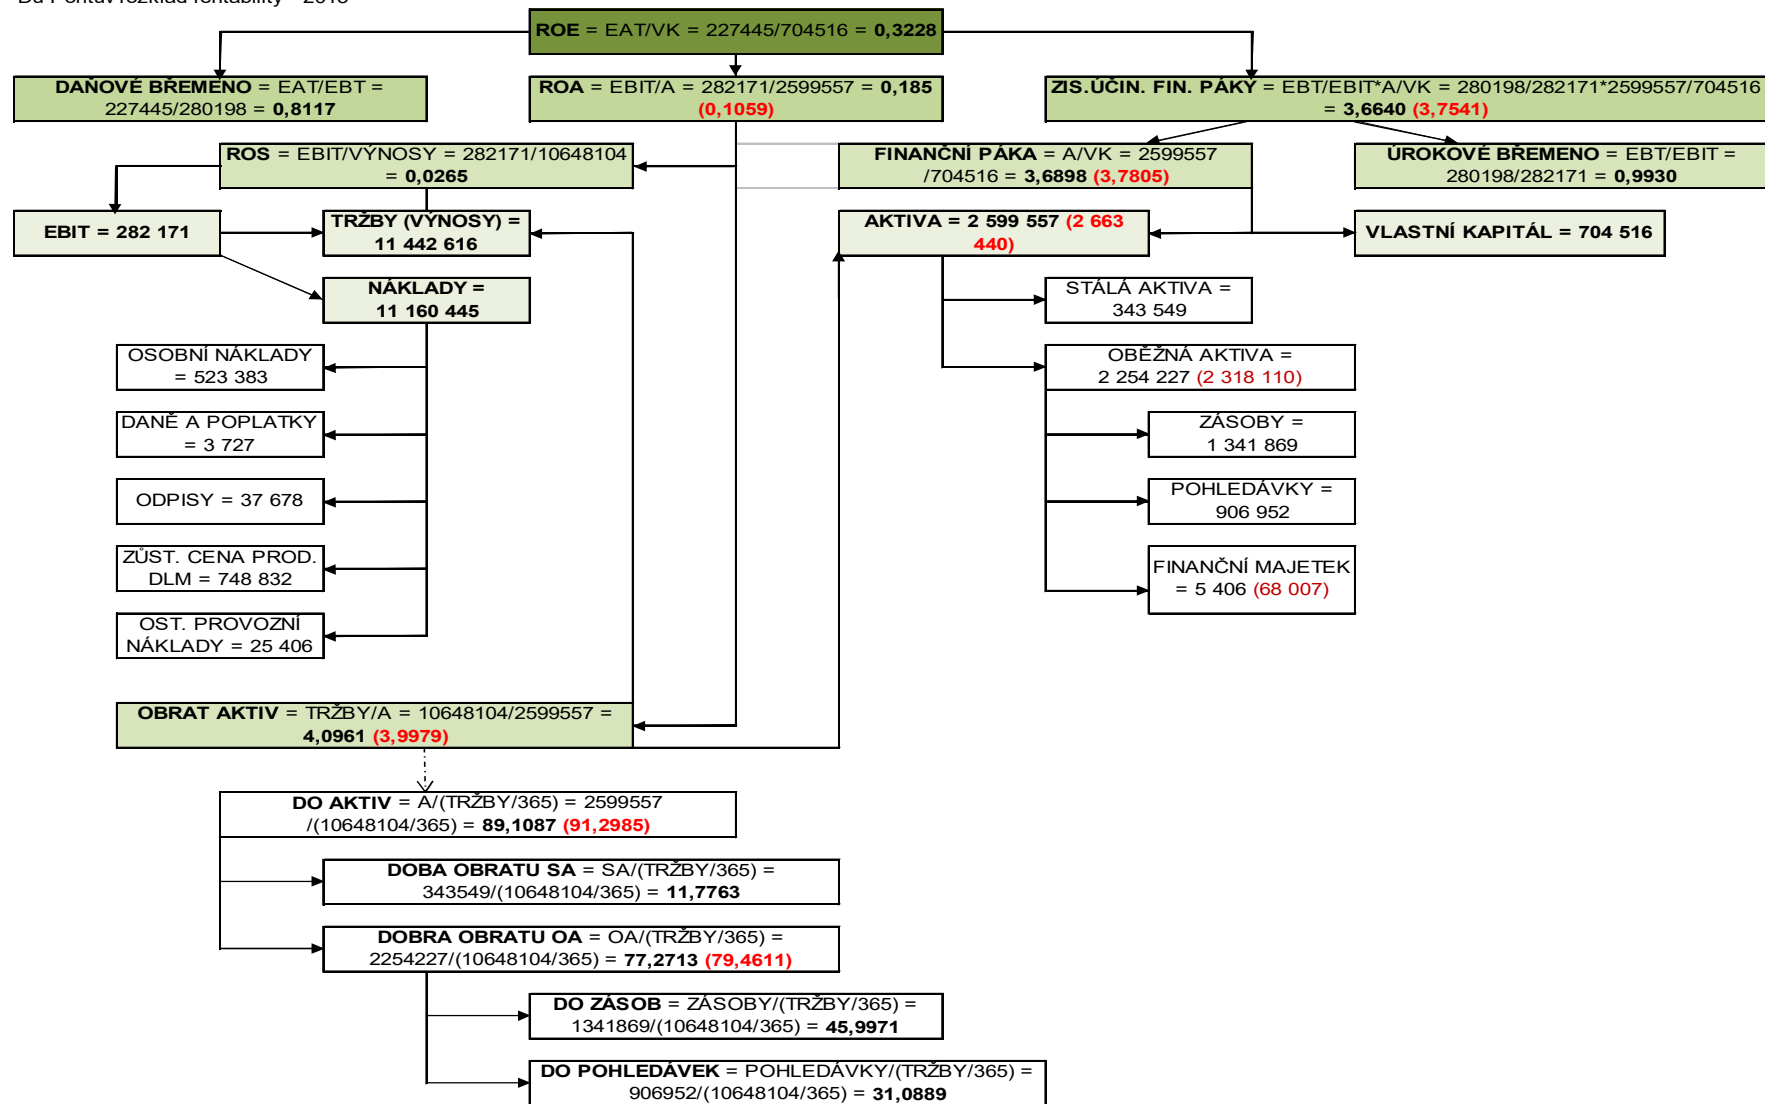 Du Pontův rozklad rentability – 2018
ROE = EAT/VK = 227445/704516 = 0,3228
DAŇOVÉ BŘEMENO = EAT/EBT =
227445/280198 = 0,8117
ROA = EBIT/A = 282171/2599557 = 0,185
(0,1059)
ZIS.ÚČIN. FIN. PÁKY = EBT/EBIT*A/VK = 280198/282171*2599557/704516
= 3,6640 (3,7541)
ROS = EBIT/VÝNOSY = 282171/10648104
= 0,0265
FINANČNÍ PÁKA = A/VK = 2599557
/704516 = 3,6898 (3,7805)
ÚROKOVÉ BŘEMENO = EBT/EBIT =
280198/282171 = 0,9930
EBIT = 282 171
TRŽBY (VÝNOSY) =
11 442 616
AKTIVA = 2 599 557 (2 663
440)
VLASTNÍ KAPITÁL = 704 516
NÁKLADY =
11 160 445
STÁLÁ AKTIVA =
343 549
OSOBNÍ NÁKLADY
= 523 383
OBĚŽNÁ AKTIVA =
2 254 227 (2 318 110)
DANĚ A POPLATKY
= 3 727
ZÁSOBY =
1 341 869
ODPISY = 37 678
POHLEDÁVKY =
906 952
ZŮST. CENA PROD.
DLM = 748 832
FINANČNÍ MAJETEK
= 5 406 (68 007)
OST. PROVOZNÍ
NÁKLADY = 25 406
OBRAT AKTIV = TRŽBY/A = 10648104/2599557 =
4,0961 (3,9979)
DO AKTIV = A/(TRŽBY/365) = 2599557
/(10648104/365) = 89,1087 (91,2985)
DOBA OBRATU SA = SA/(TRŽBY/365) =
343549/(10648104/365) = 11,7763
DOBRA OBRATU OA = OA/(TRŽBY/365) =
2254227/(10648104/365) = 77,2713 (79,4611)
DO ZÁSOB = ZÁSOBY/(TRŽBY/365) =
1341869/(10648104/365) = 45,9971
DO POHLEDÁVEK = POHLEDÁVKY/(TRŽBY/365) =
906952/(10648104/365) = 31,0889